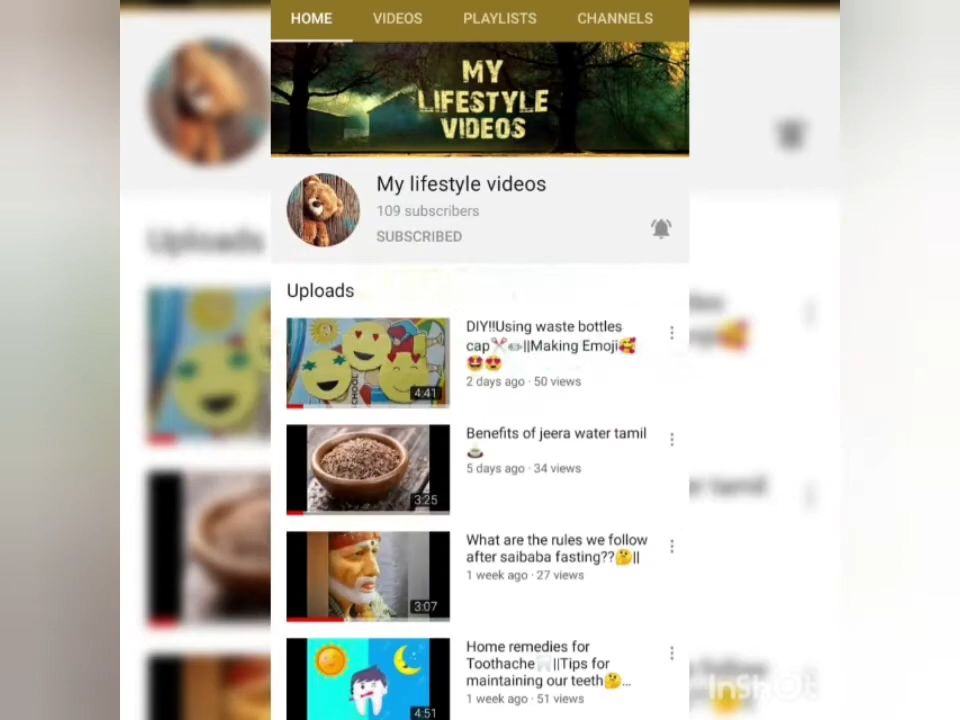 HOME VIDEOS PLAYLISTS CHANNELS
MY
LIFESTYLE
VIDEOS
My lifestyle videos
109 subscribers
SUBSCRIBED
Uploads
DIY!!Using waste bottles
cap✂️✏️||Making Emoji🥰
🤩😍
2 days ago · 50 views
4:41
Benefits of jeera water tamil
🍵
5 days ago · 34 views
3:25
What are the rules we follow
after saibaba fasting??🤔||
1 week ago · 27 views
3:07
Home remedies for
Toothache🦷||Tips for
maintaining our teeth🤔...
1 week ago · 51 views
4:51
InShOt